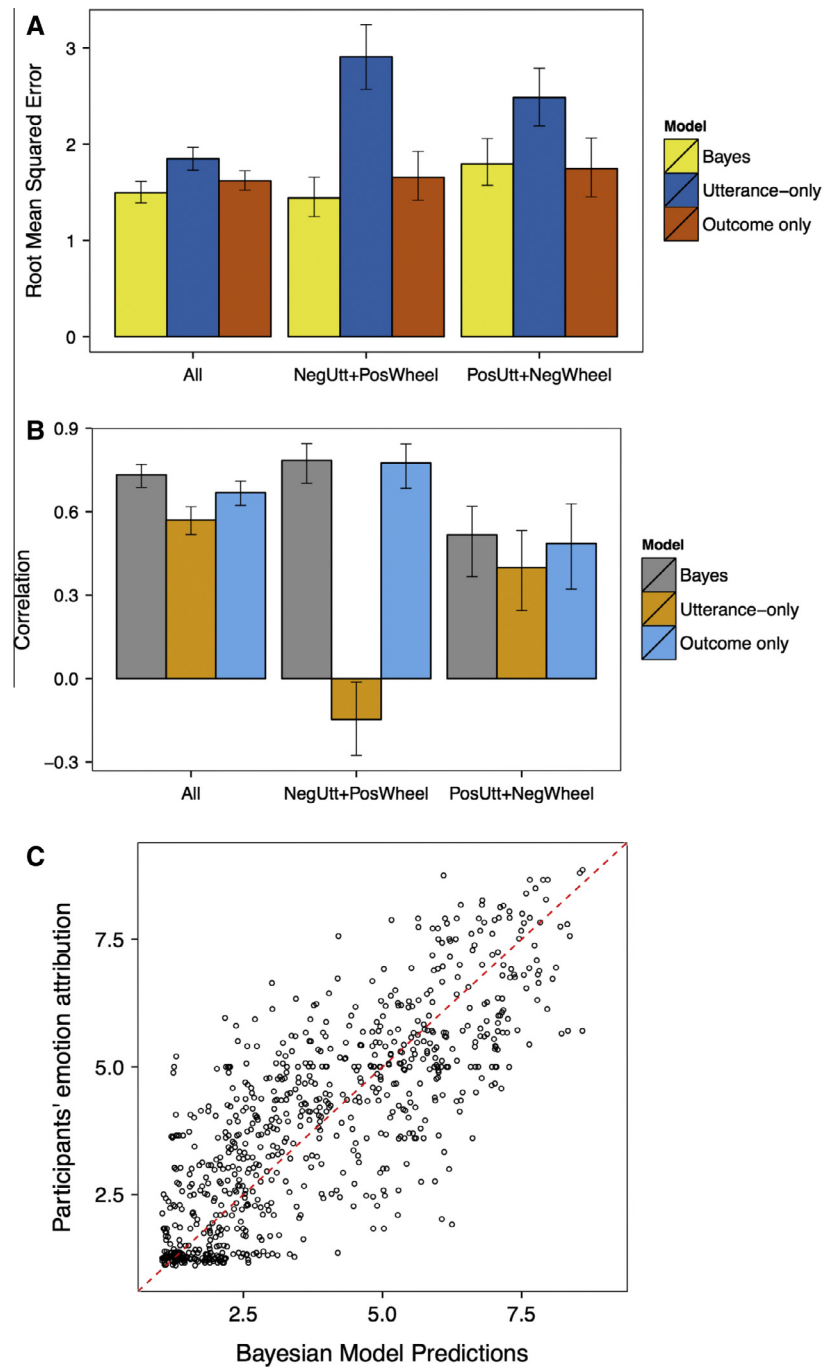 A
Root Mean Squared Error
3
2
1
0
All
NegUtt+PosWheel
PosUtt+NegWheel
Model
Bayes
Utterance-only
Outcome only
B
Correlation
0.9
0.6
0.3
0.0
-0.3
All
NegUtt+PosWheel
PosUtt+NegWheel
Model
Bayes
Utterance-only
Outcome only
C
Participants' emotion attribution
7.5
5.0
2.5
2.5
5.0
7.5
Bayesian Model Predictions